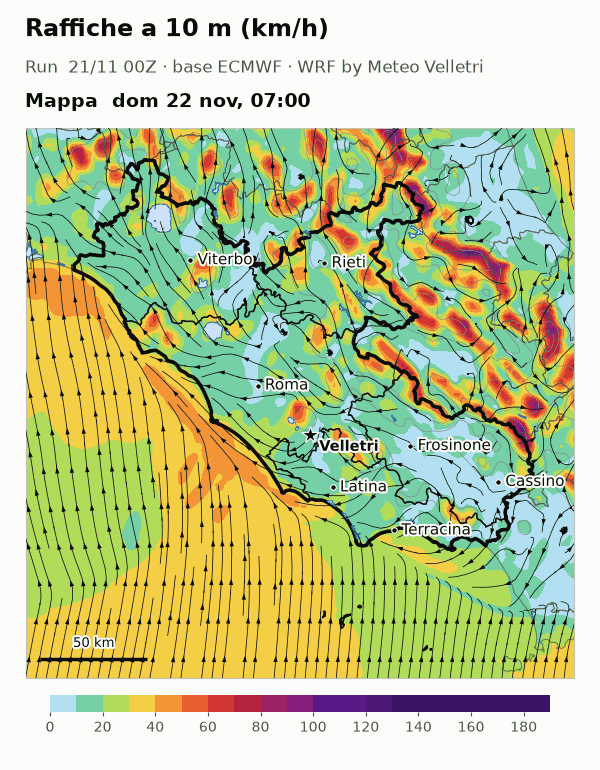 Raffiche a 10 m (km/h)
Run 21/11 00Z · base ECMWF · WRF by Meteo Velletri
Mappa dom 22 nov, 07:00
Viterbo
Rieti
Roma
Velletri
Frosinone
Cassino
Latina
Terracina
50 km
0 20 40 60 80 100 120 140 160 180